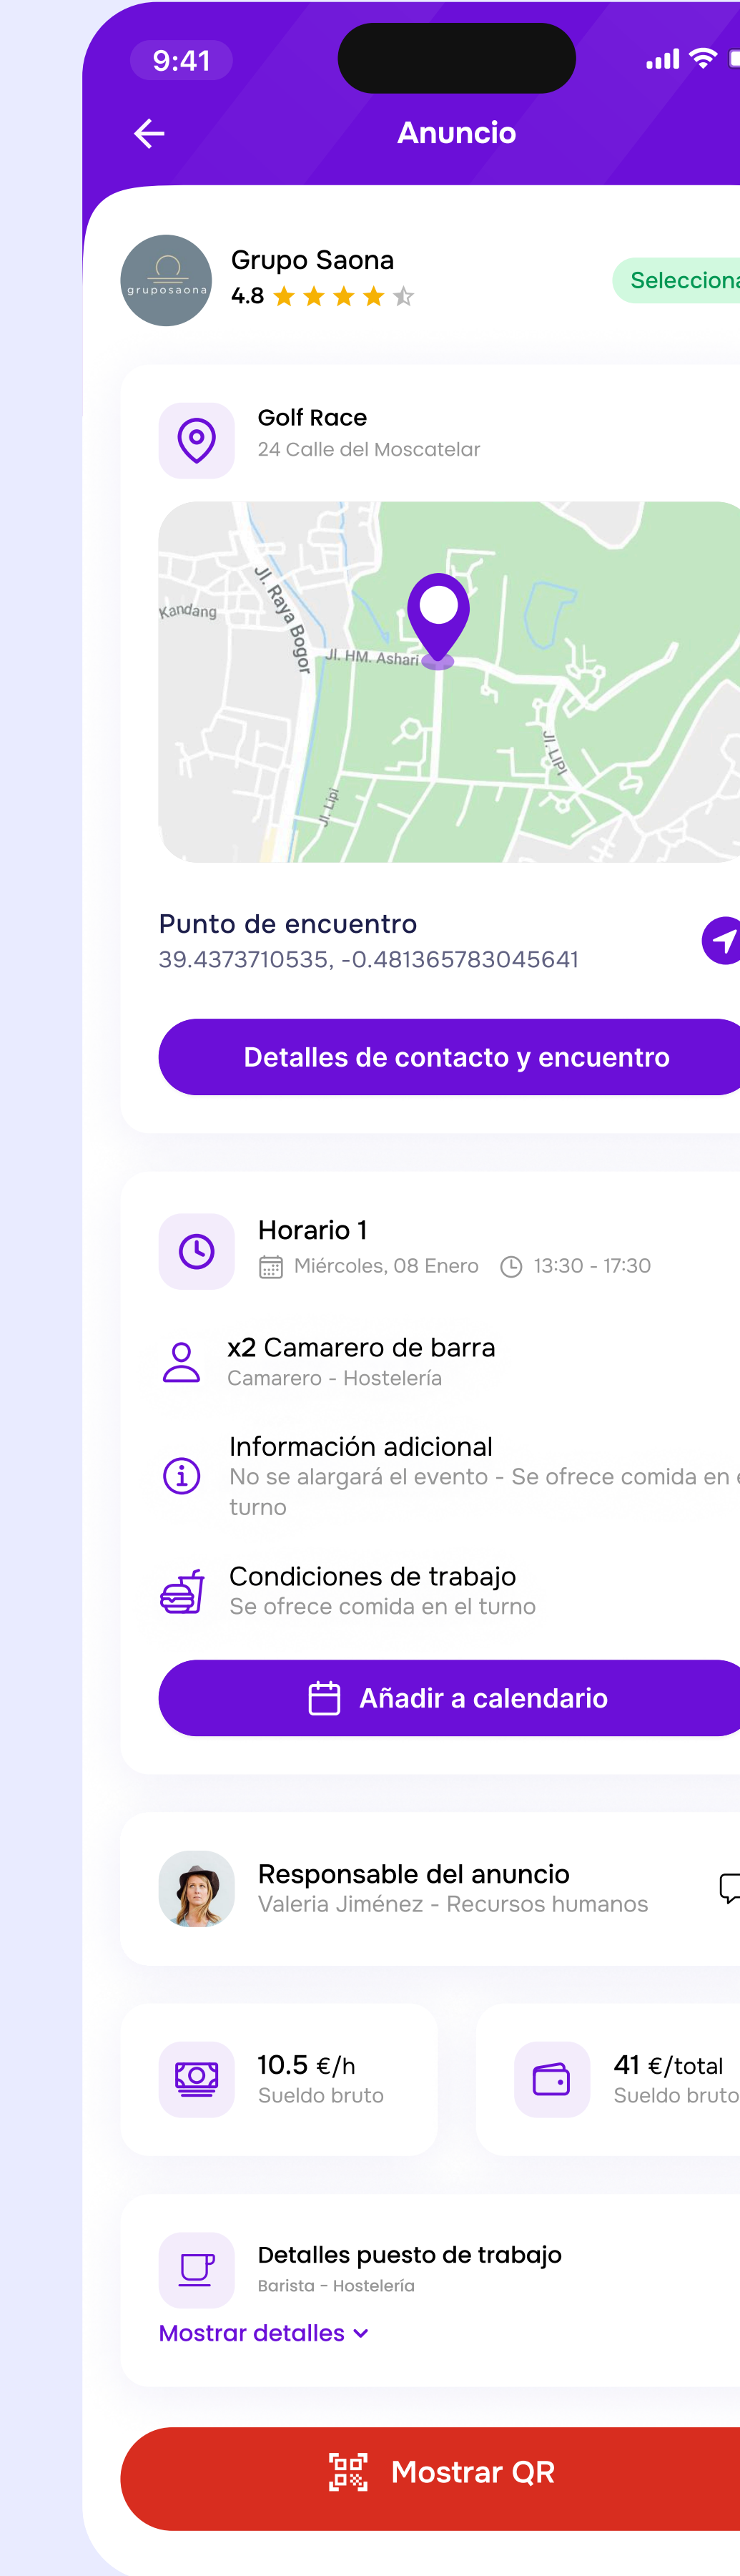 9:41
Anuncio
gruposaona
Grupo Saona
4.8
Selecciona
Golf Race
24 Calle del Moscatelar
Kandang
Jl. Raya Bogor
Jl. HM. Ashari
Jl. LIPI
Jl. Lipi
Punto de encuentro
39.4373710535, -0.481365783045641
Detalles de contacto y encuentro
Horario 1
Miércoles, 08 Enero 13:30 - 17:30
x2 Camarero de barra
Camarero - Hostelería
Información adicional
No se alargará el evento - Se ofrece comida en e
turno
Condiciones de trabajo
Se ofrece comida en el turno
Añadir a calendario
Responsable del anuncio
Valeria Jiménez - Recursos humanos
10.5 €/h
Sueldo bruto
41 €/total
Sueldo bruto
Detalles puesto de trabajo
Barista - Hostelería
Mostrar detalles
Mostrar QR